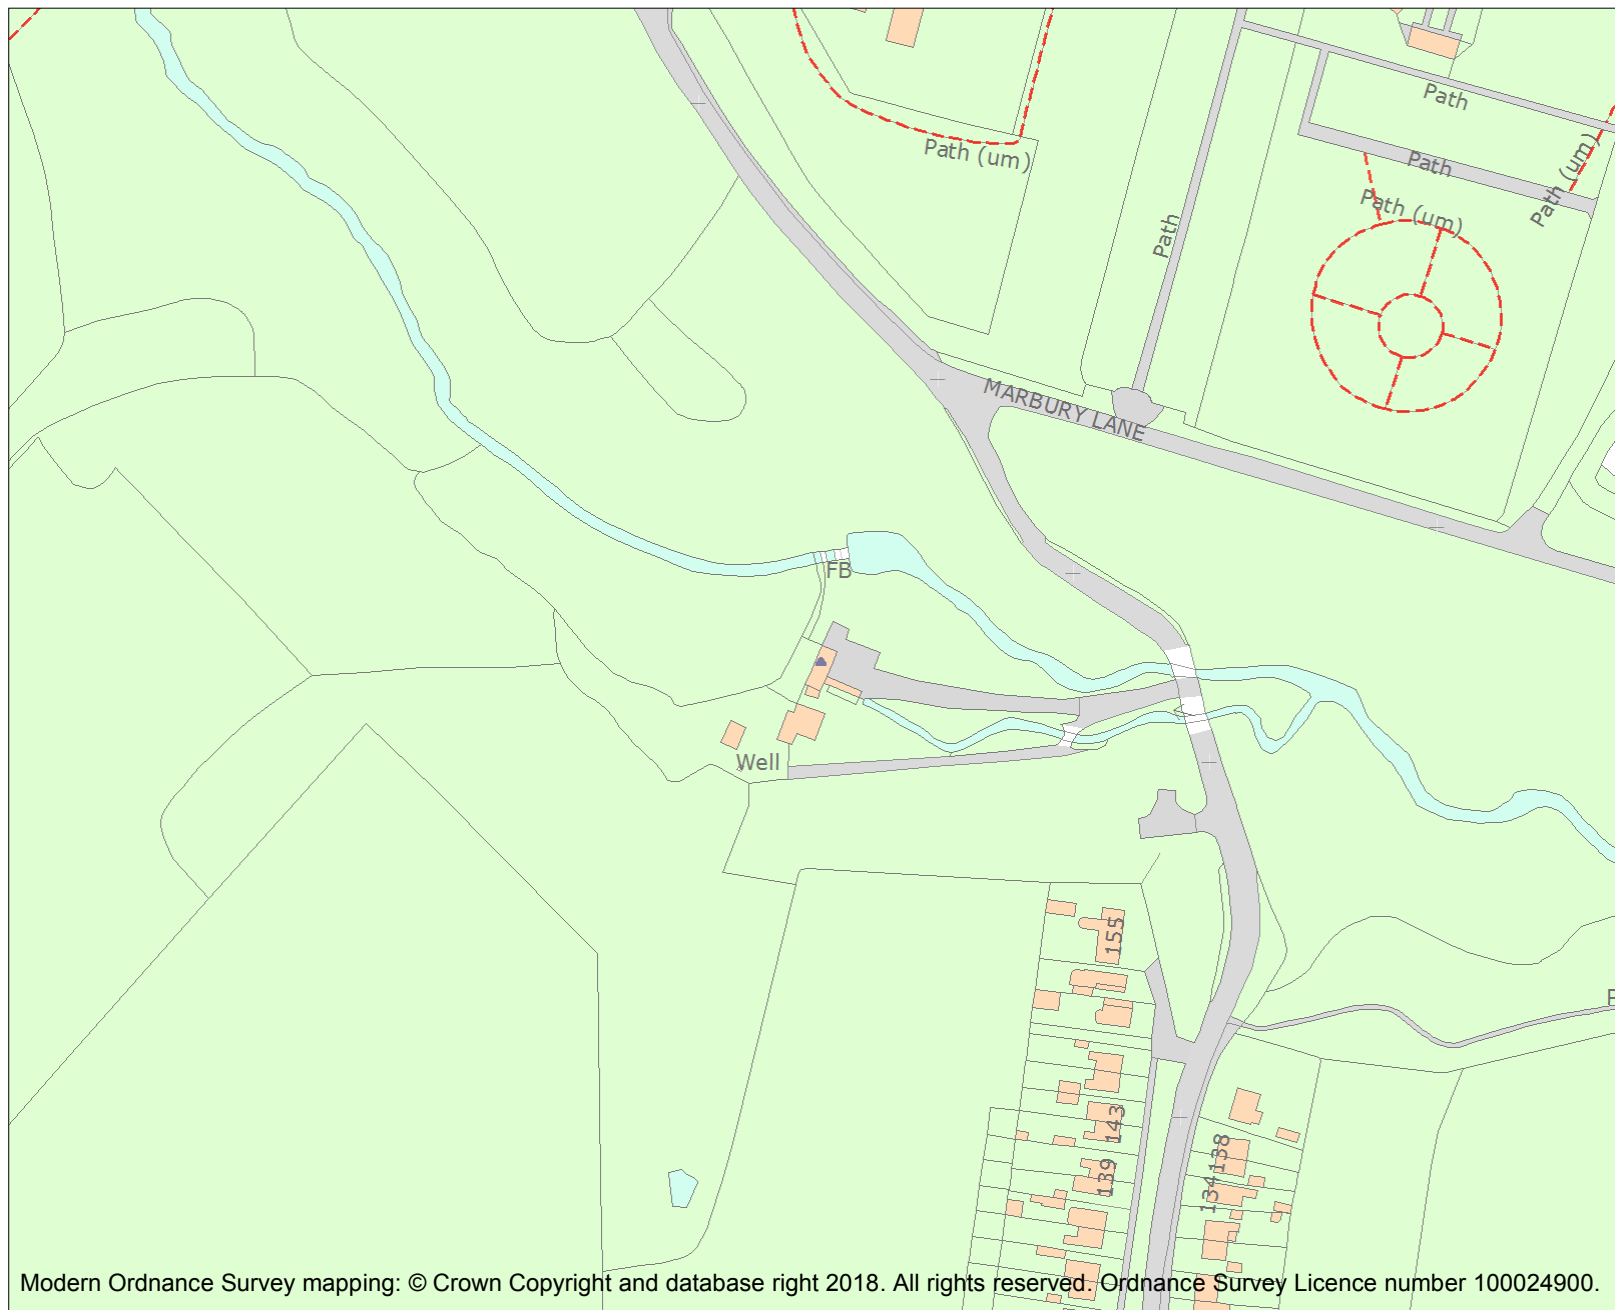 Path
Path (um)
Path
Path (um)
Path (um)
Path
MARBURY LANE
FB
Well
155
143
139
138
134
Modern Ordnance Survey mapping: © Crown Copyright and database right 2018. All rights reserved. Ordnance Survey Licence number 100024900.